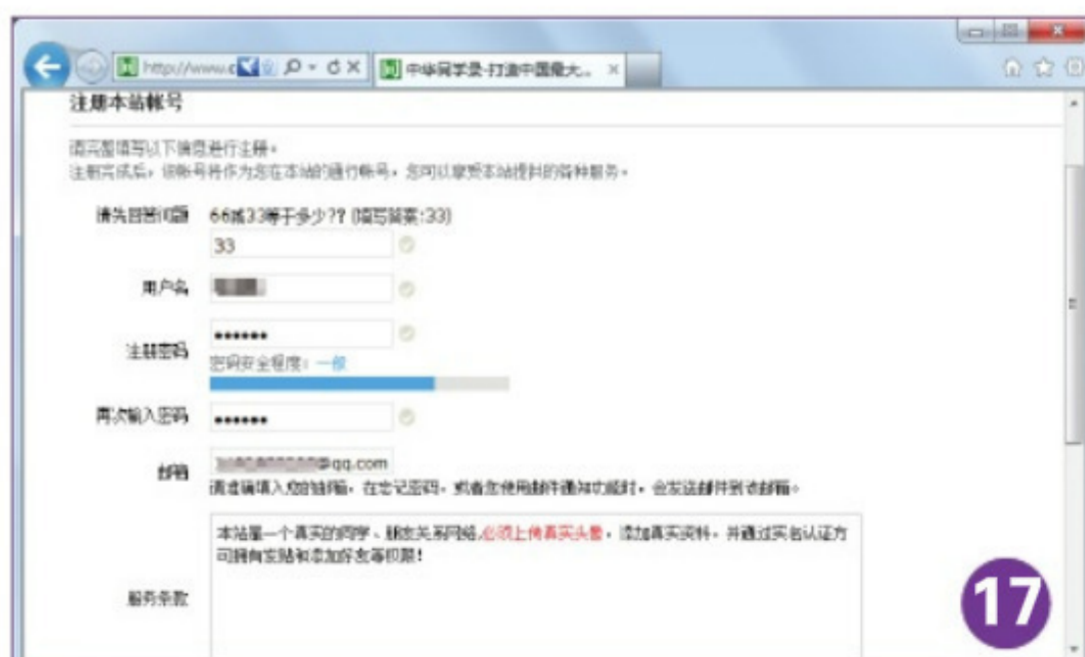 http://www.c
中华同学录-打造中国最大...
注册本站帐号
请完整填写以下信息进行注册。
注册完成后，该帐号将作为您在本站的通行帐号，您可以享受本站提供的各种服务。
请先回答问题 66减33等于多少?? (填写答案:33)
33
用户名
注册密码 ••••••
密码安全程度：一般
再次输入密码 ••••••
邮箱 @qq.com
请准确填入您的邮箱，在忘记密码，或者您使用邮件通知功能时，会发送邮件到该邮箱。
本站是一个真实的同学、朋友关系网络,必须上传真实头像，添加真实资料，并通过实名认证方
可拥有发贴和添加好友等权限!
服务条款
17